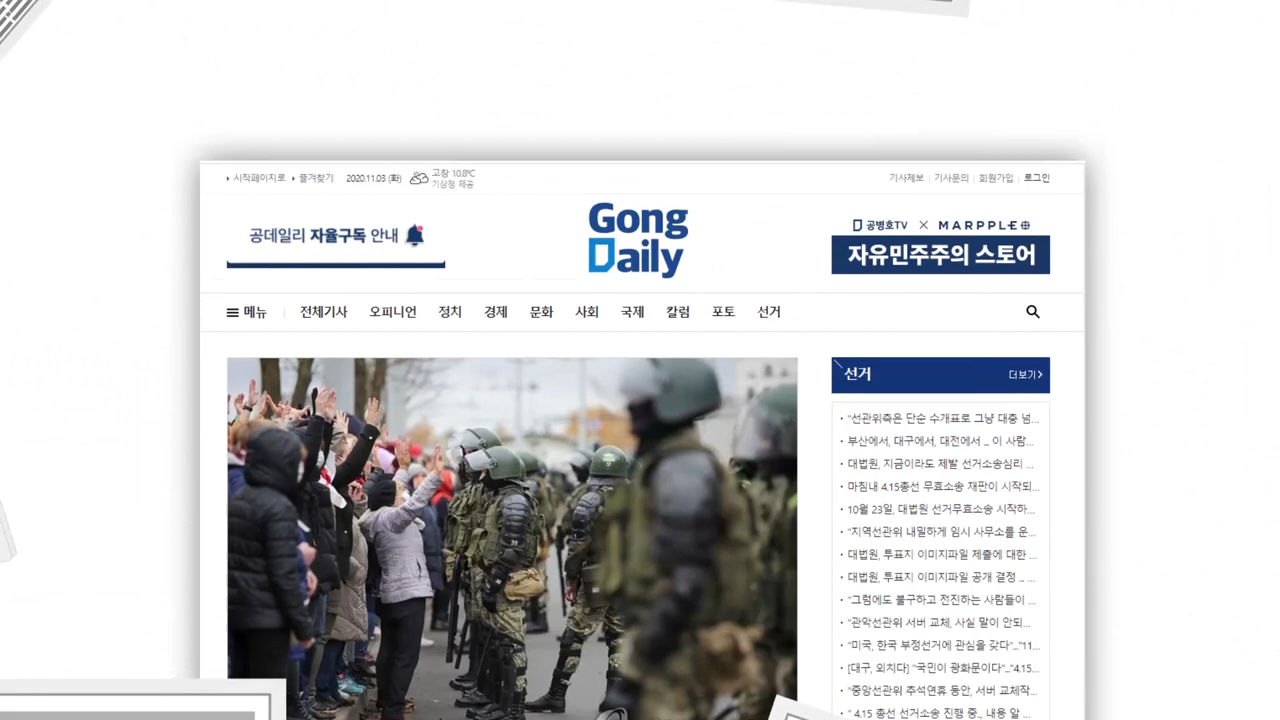 시작페이지로 즐겨찾기 2020.11.03 (화) 고창 10.8℃
기상청 제공
기사제보 | 기사문의 | 회원가입 | 로그인
공데일리 자율구독 안내
Gong
Daily
공병호TV × MARPPLE
자유민주주의 스토어
메뉴 | 전체기사 오피니언 정치 경제 문화 사회 국제 칼럼 포토 선거
선거 더보기
· “선관위측은 단순 수개표로 그냥 대충 넘...
· 부산에서, 대구에서, 대전에서 ... 이 사람...
· 대법원, 지금이라도 제발 선거소송심리 ...
· 마침내 4.15총선 무효소송 재판이 시작되...
· 10월 23일, 대법원 선거무효소송 시작하...
· “지역선관위 내밀하게 임시 사무소를 운...
· 대법원, 투표지 이미지파일 제출에 대한 ...
· 대법원, 투표지 이미지파일 공개 결정 ... ...
· “그럼에도 불구하고 전진하는 사람들이 ...
· “관악선관위 서버 교체, 사실 말이 안되...
· “미국, 한국 부정선거에 관심을 갖다”...“11...
· [대구, 외치다] “국민이 광화문이다”...“4.15...
· “중앙선관위 추석연휴 동안, 서버 교체작...
· “ 4.15 총선 선거소송 진행 중., 내용 알 ...